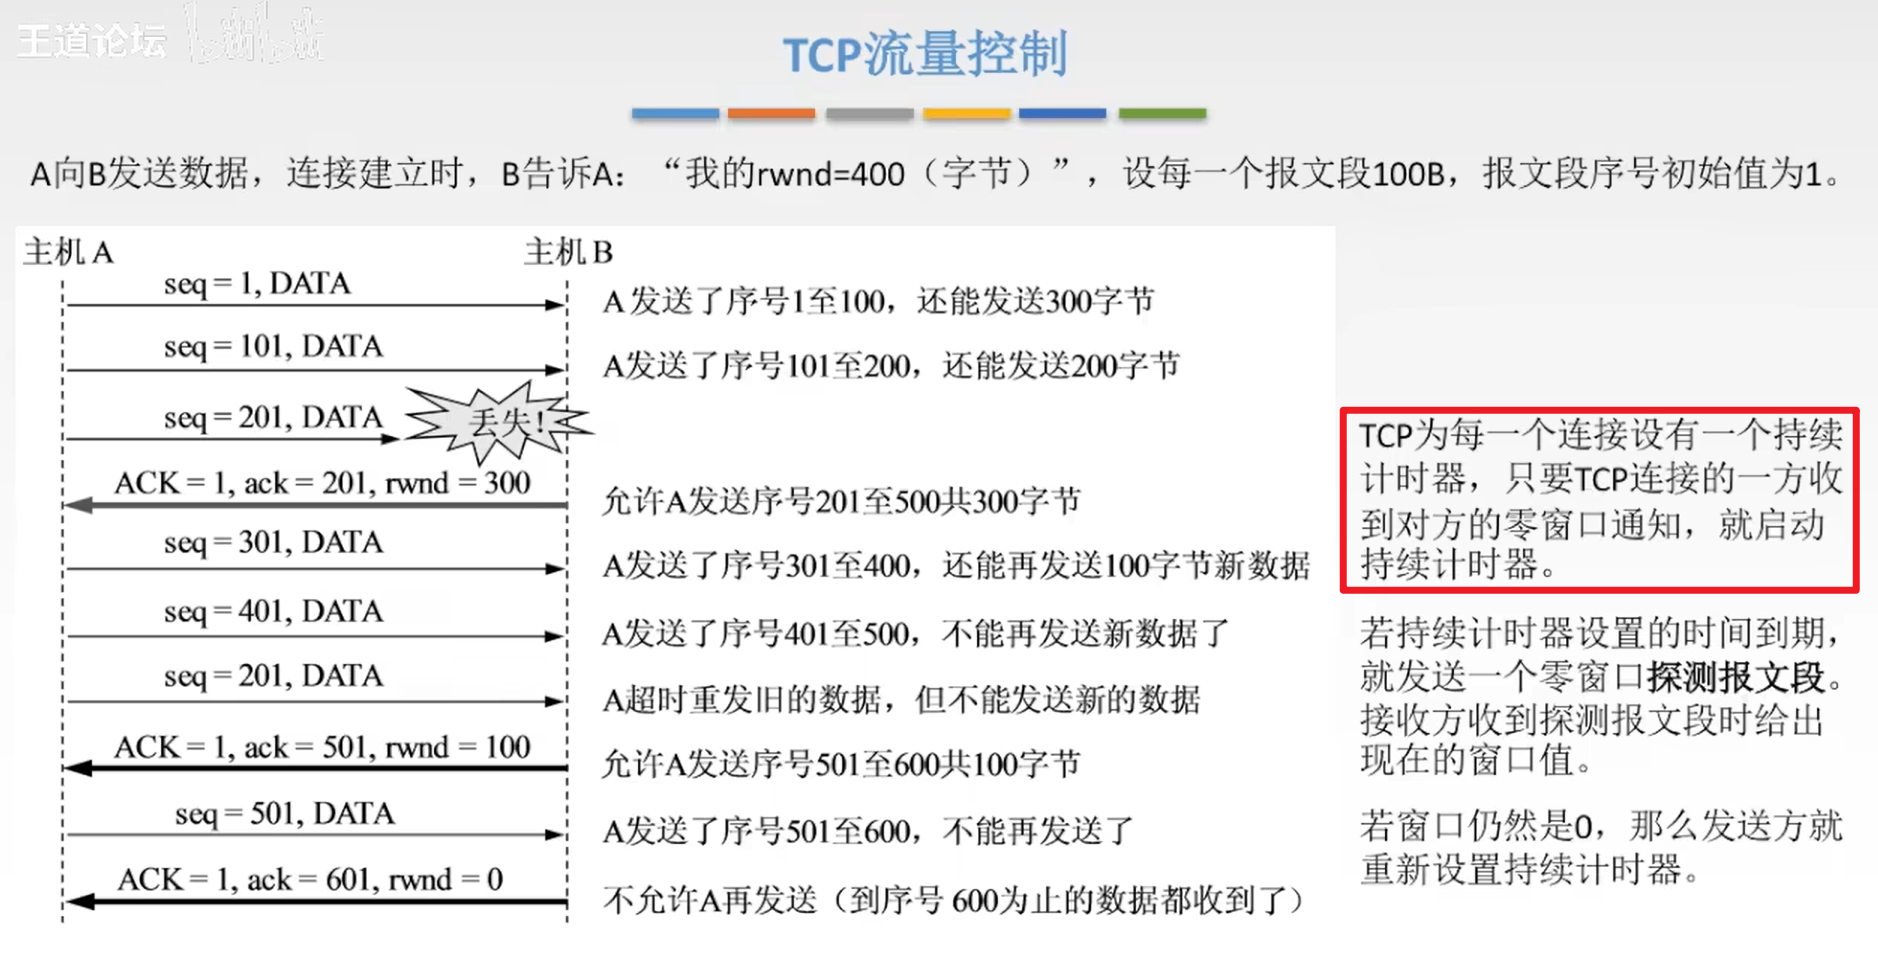 王道论坛
TCP流量控制
A向B发送数据，连接建立时，B告诉A：“我的rwnd=400（字节）”，设每一个报文段100B，报文段序号初始值为1。
主机 A
主机 B
seq = 1, DATA
A 发送了序号1至100，还能发送300字节
seq = 101, DATA
A发送了序号101至200，还能发送200字节
seq = 201, DATA
丢失！
ACK = 1, ack = 201, rwnd = 300
允许A发送序号201至500共300字节
seq = 301, DATA
A发送了序号301至400，还能再发送100字节新数据
seq = 401, DATA
A发送了序号401至500，不能再发送新数据了
seq = 201, DATA
A超时重发旧的数据，但不能发送新的数据
ACK = 1, ack = 501, rwnd = 100
允许A发送序号501至600共100字节
seq = 501, DATA
A发送了序号501至600，不能再发送了
ACK = 1, ack = 601, rwnd = 0
不允许A再发送（到序号 600为止的数据都收到了）
TCP为每一个连接设有一个持续
计时器，只要TCP连接的一方收
到对方的零窗口通知，就启动
持续计时器。
若持续计时器设置的时间到期，
就发送一个零窗口探测报文段。
接收方收到探测报文段时给出
现在的窗口值。
若窗口仍然是0，那么发送方就
重新设置持续计时器。